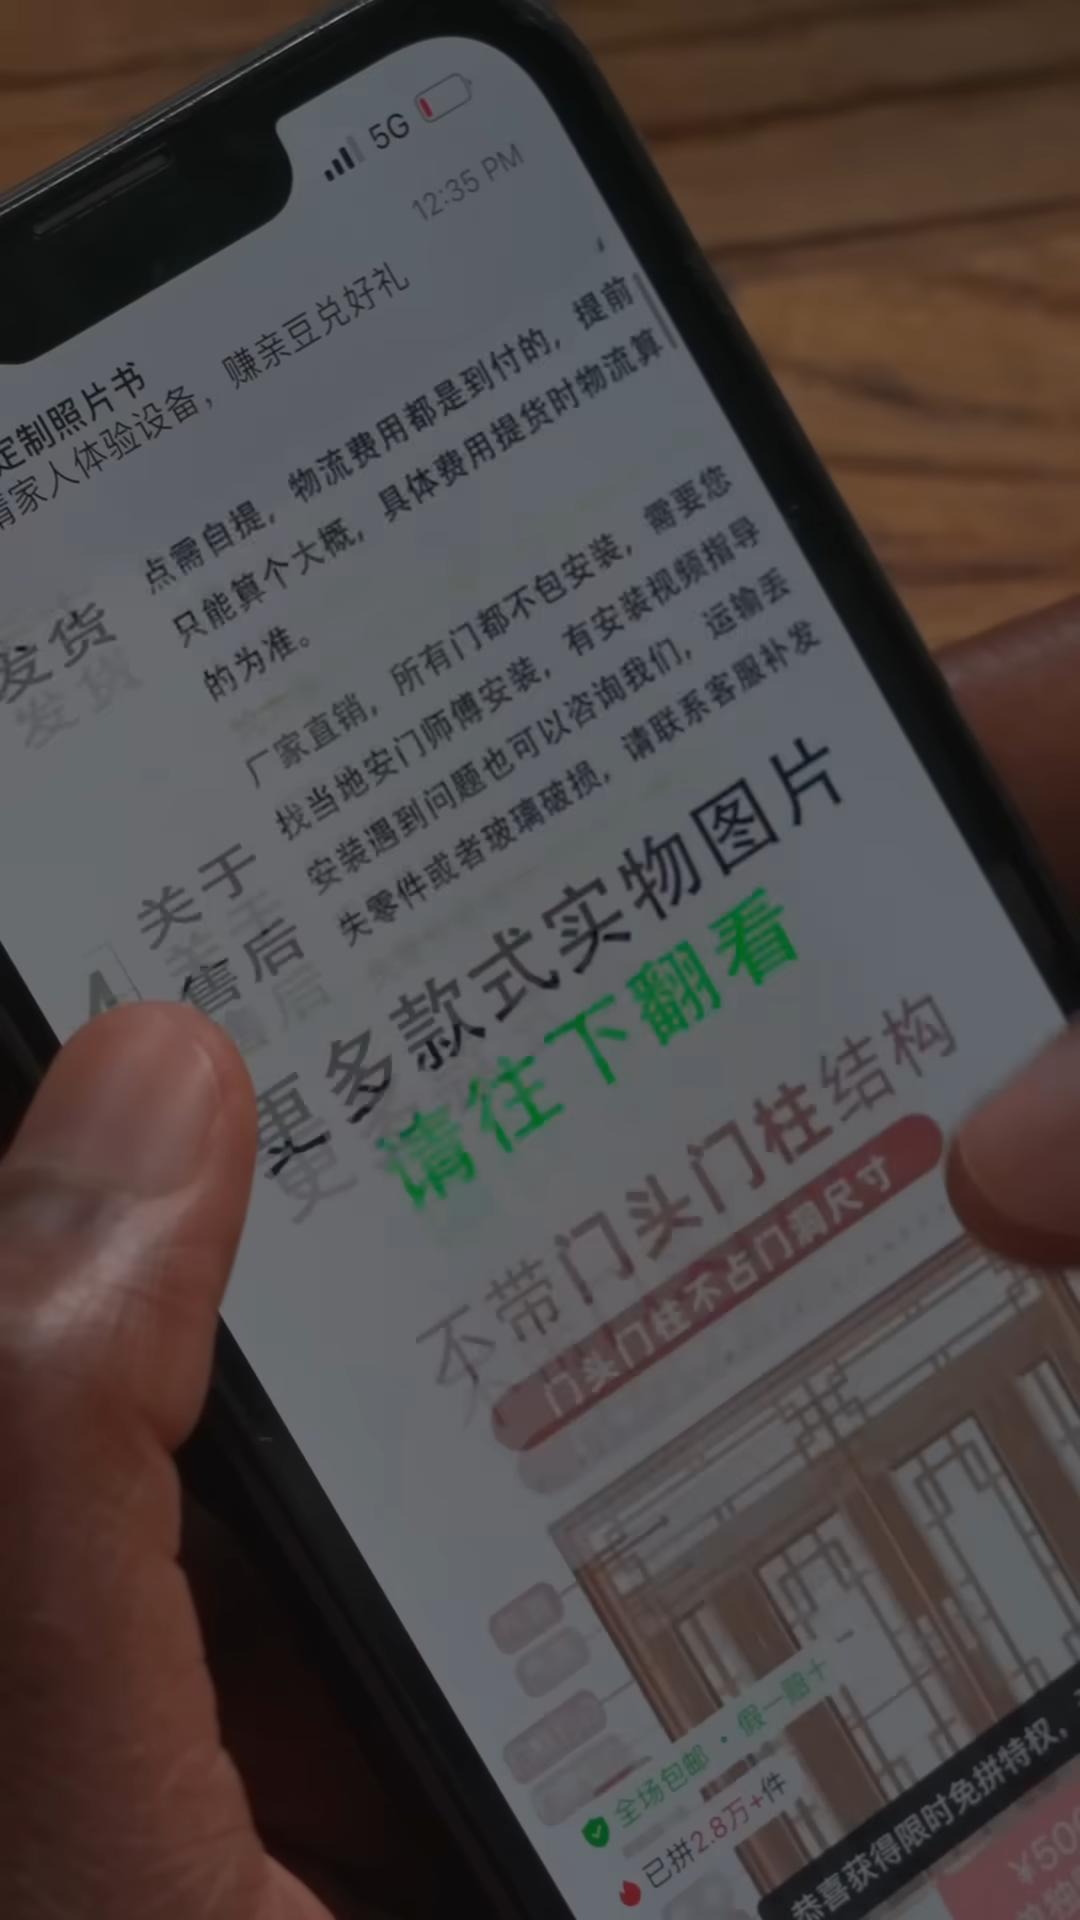 5G
12:35 PM
定制照片书
请家人体验设备，赚亲豆兑好礼
点需自提，物流费用都是到付的，提前
只能算个大概，具体费用提货时物流算
的为准。
发货
厂家直销，所有门都不包安装，需要您
找当地安门师傅安装，有安装视频指导
安装遇到问题也可以咨询我们，运输丢
失零件或者玻璃破损，请联系客服补发
4
关于
售后
更多款式实物图片
请往下翻看
不带门头门柱结构
门头门柱不占门洞尺寸
全场包邮 · 假一赔十
已拼2.8万+件
恭喜获得限时免拼特权，